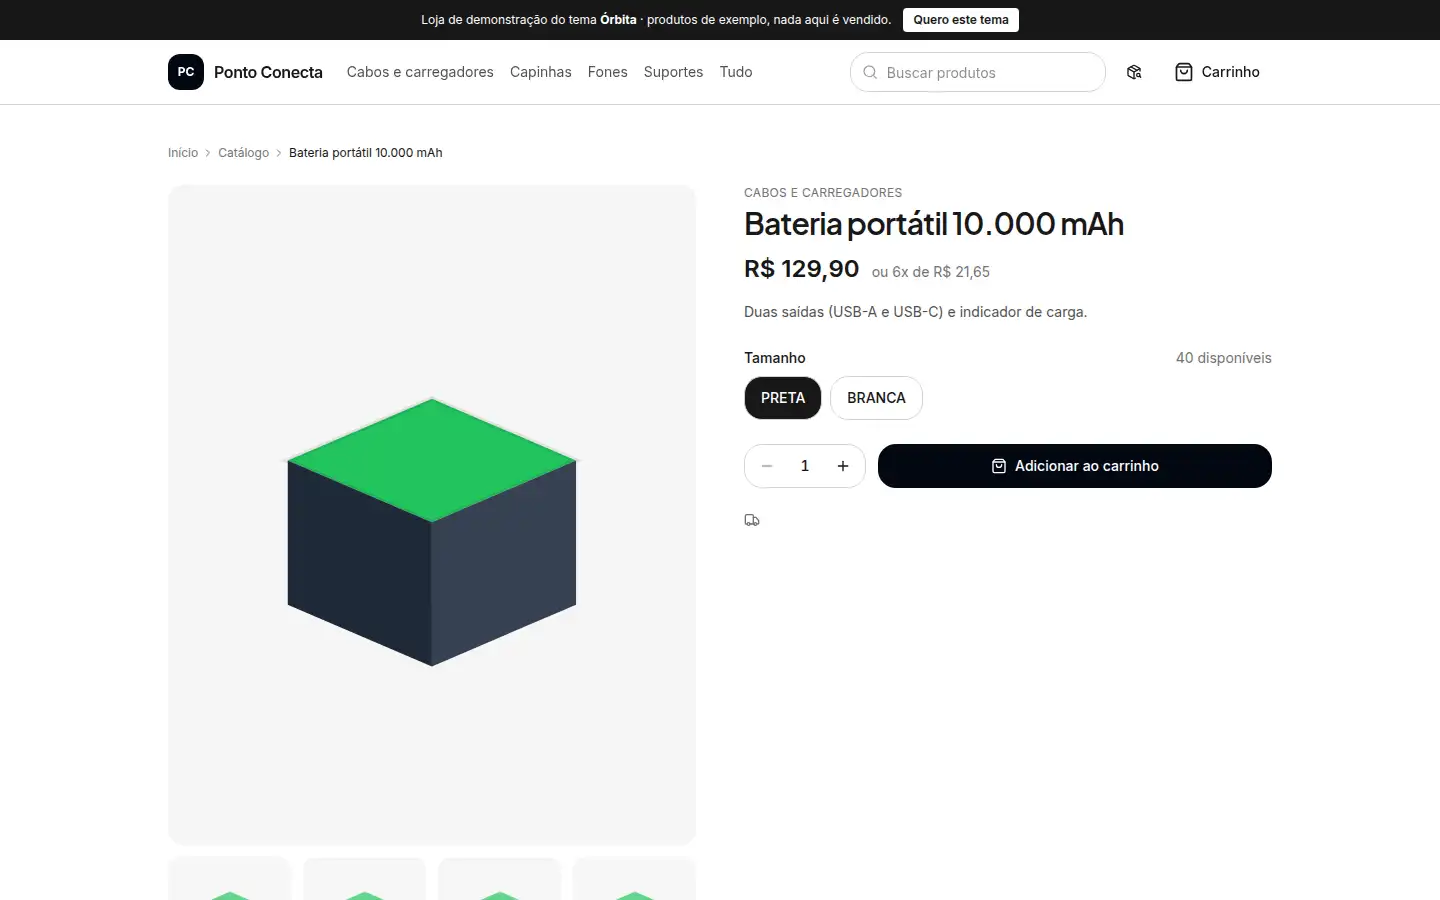 Loja de demonstração do tema Órbita · produtos de exemplo, nada aqui é vendido. Quero este tema
PC Ponto Conecta Cabos e carregadores Capinhas Fones Suportes Tudo Buscar produtos Carrinho
Início > Catálogo > Bateria portátil 10.000 mAh
CABOS E CARREGADORES
Bateria portátil 10.000 mAh
R$ 129,90 ou 6x de R$ 21,65
Duas saídas (USB-A e USB-C) e indicador de carga.
Tamanho 40 disponíveis
PRETA BRANCA
− 1 + Adicionar ao carrinho